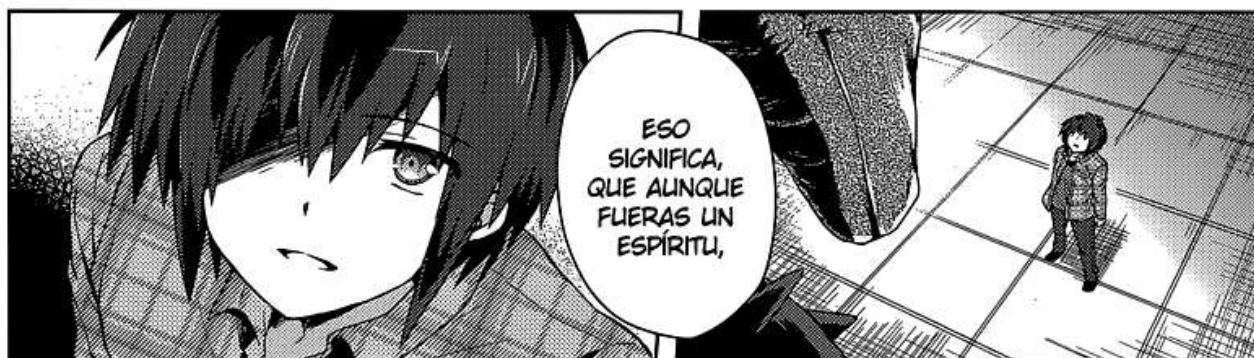 ESO
SIGNIFICA,
QUE AUNQUE
FUERAS UN
ESPÍRITU,